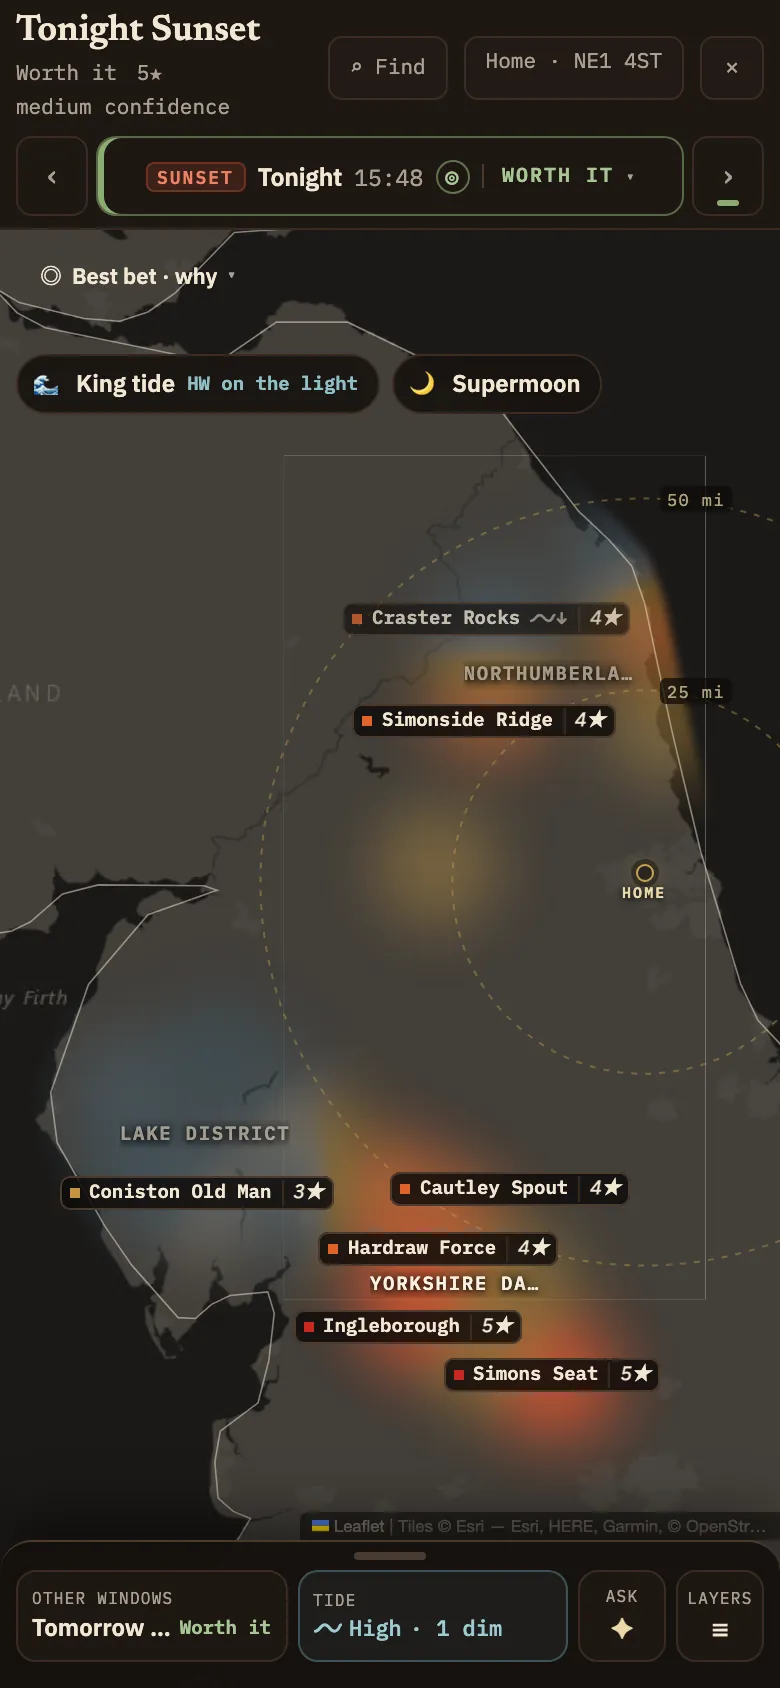 Tonight Sunset
Worth it 5★
medium confidence
⌕ Find
Home · NE1 4ST
×
‹
SUNSET Tonight 15:48 ◎ WORTH IT ▾
›
◎ Best bet · why ▾
King tide HW on the light
Supermoon
50 mi
Craster Rocks ↓ 4★
NORTHUMBERLA…
AND
25 mi
Simonside Ridge 4★
HOME
y Firth
LAKE DISTRICT
Coniston Old Man 3★
Cautley Spout 4★
Hardraw Force 4★
YORKSHIRE DA…
Ingleborough 5★
Simons Seat 5★
Leaflet | Tiles © Esri — Esri, HERE, Garmin, © OpenStr…
OTHER WINDOWS
Tomorrow … Worth it
TIDE
High · 1 dim
ASK
✦
LAYERS
≡